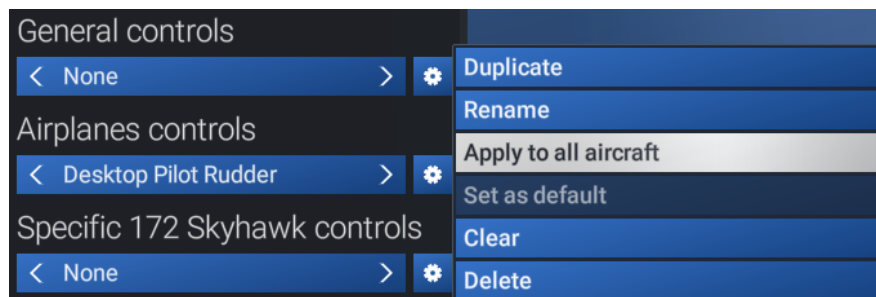 General controls
None
Airplanes controls
Desktop Pilot Rudder
Specific 172 Skyhawk controls
None
Duplicate
Rename
Apply to all aircraft
Set as default
Clear
Delete